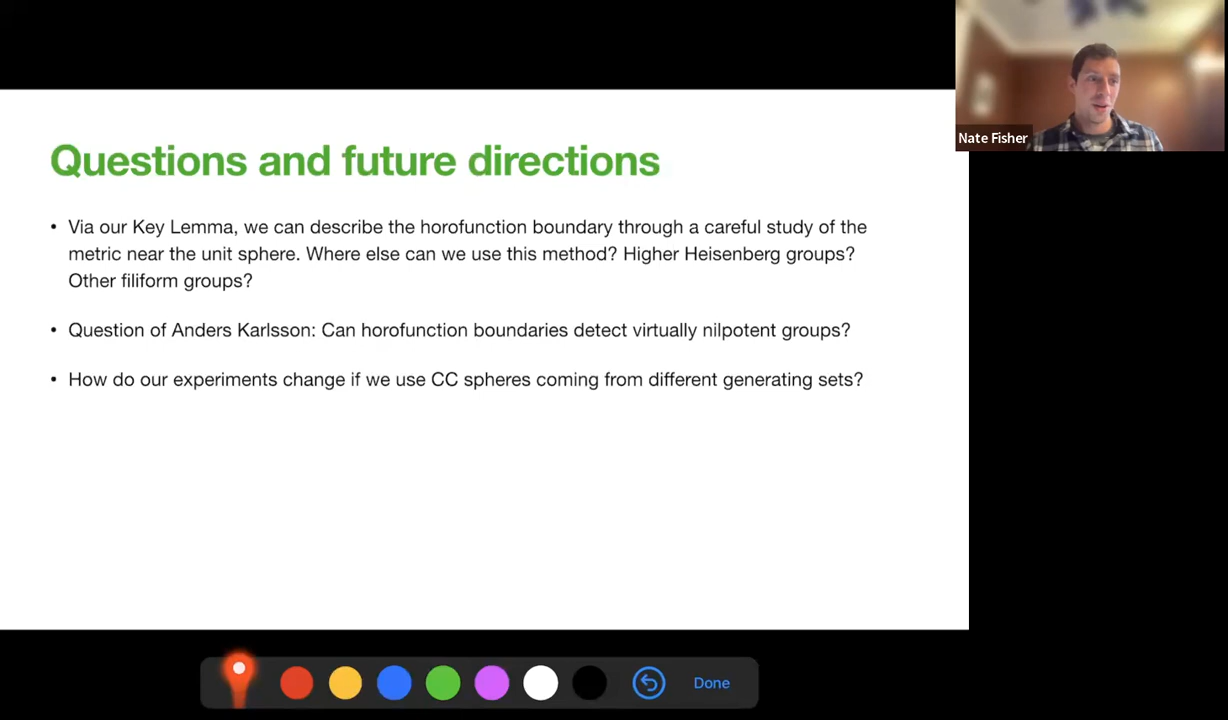 Questions and future directions
• Via our Key Lemma, we can describe the horofunction boundary through a careful study of the
metric near the unit sphere. Where else can we use this method? Higher Heisenberg groups?
Other filiform groups?
• Question of Anders Karlsson: Can horofunction boundaries detect virtually nilpotent groups?
• How do our experiments change if we use CC spheres coming from different generating sets?
Nate Fisher
Done